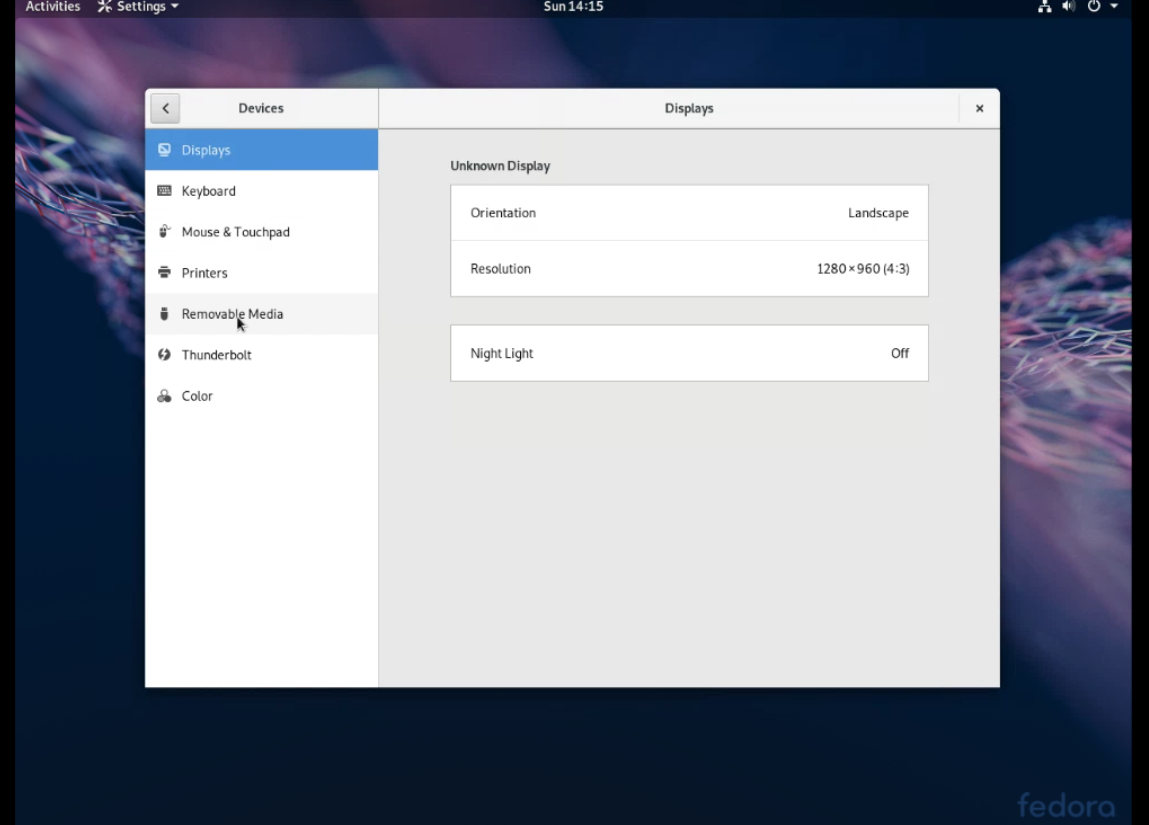 Activities Settings Sun 14:15
Devices Displays
Displays
Keyboard
Mouse & Touchpad
Printers
Removable Media
Thunderbolt
Color
Unknown Display
Orientation Landscape
Resolution 1280×960 (4:3)
Night Light Off
fedora